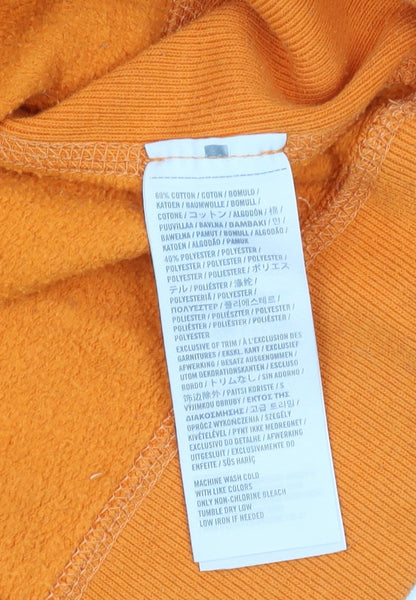 60% COTTON / COTON / BOMULD /
KATOEN / BAUMWOLLE / BOMULL /
COTONE / コットン / ALGODÓN / 棉 /
PUUVILLAA / BAVLNA / ΒΑΜΒΑΚΙ / 면 /
BAWEŁNA / PAMUT / BOMULL /
KATOEN / ALGODÃO / PAMUK
40% POLYESTER / POLYESTER /
POLYESTER / POLYESTER / POLYESTER /
POLYESTER / POLIESTERE / ポリエス
テル / POLIÉSTER / 涤纶 /
POLYESTERIÄ / POLYESTER /
ΠΟΛΥΕΣΤΕΡ / 폴리에스테르 /
POLIESTER / POLIÉSZTER /
POLYESTER / POLYESTER / POLIÉSTER /
POLYESTER
EXCLUSIVE OF TRIM / À L'EXCLUSION DES
GARNITURES / EKSKL. KANT / EXCLUSIEF
AFWERKING / BESATZ AUSGENOMMEN /
UTOM DEKORATIONSKANTEN / ESCLUSO
BORDO / トリムなし / SIN ADORNO /
饰边除外 / PAITSI KORISTE / S
VÝJIMKOU OBRUBY / ΕΚΤΟΣ ΤΗΣ
ΔΙΑΚΟΣΜΗΣΗΣ / 고급 트리밍 /
OPRÓCZ WYKOŃCZENIA / SZEGÉLY
KIVÉTELÉVEL / PYNT IKKE MEDREGNET /
EXCLUSIVO DO DETALHE / AFWERKING
UITGESLUIT / EXCLUSIVAMENTE
ENFEITE / SÜS HARİÇ
MACHINE WASH COLD
WITH LIKE COLORS
ONLY NON-CHLORINE BLEACH
TUMBLE DRY LOW
LOW IRON IF NEEDED